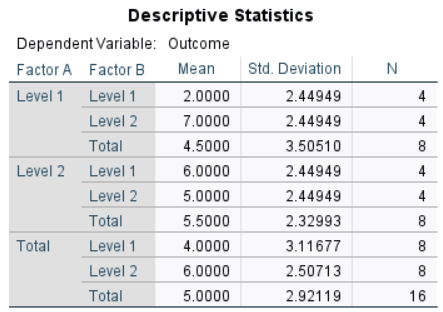 Descriptive Statistics
Dependent Variable: Outcome
Factor A Factor B Mean Std. Deviation N
Level 1 Level 1 2.0000 2.44949 4
Level 2 7.0000 2.44949 4
Total 4.5000 3.50510 8
Level 2 Level 1 6.0000 2.44949 4
Level 2 5.0000 2.44949 4
Total 5.5000 2.32993 8
Total Level 1 4.0000 3.11677 8
Level 2 6.0000 2.50713 8
Total 5.0000 2.92119 16